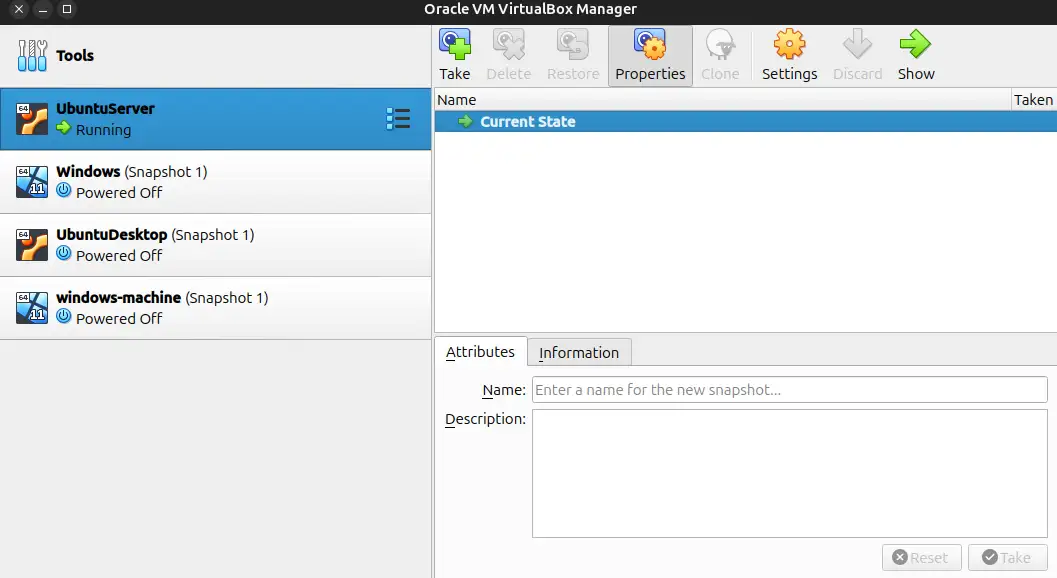 Oracle VM VirtualBox Manager
Tools
64
UbuntuServer
Running
64
11
Windows (Snapshot 1)
Powered Off
64
UbuntuDesktop (Snapshot 1)
Powered Off
64
11
windows-machine (Snapshot 1)
Powered Off
Take Delete Restore Properties Clone Settings Discard Show
Name Taken
Current State
Attributes Information
Name: Enter a name for the new snapshot...
Description:
Reset Take